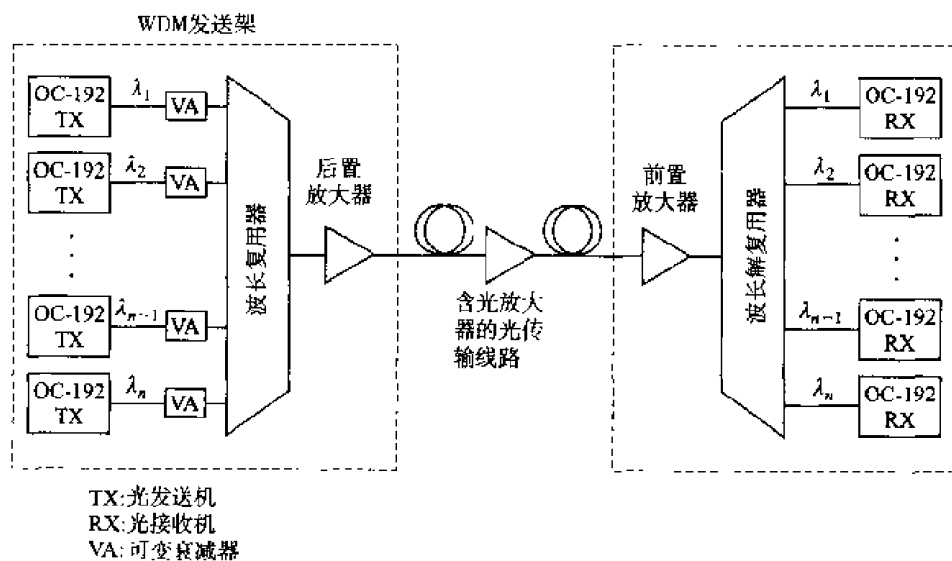 WDM发送架
OC-192
TX
λ1
VA
OC-192
TX
λ2
VA
OC-192
TX
λn−1
VA
OC-192
TX
λn
VA
波长复用器
后置
放大器
含光放大
器的光传
输线路
前置
放大器
波长解复用器
λ1
OC-192
RX
λ2
OC-192
RX
λn−1
OC-192
RX
λn
OC-192
RX
TX:光发送机
RX:光接收机
VA:可变衰减器